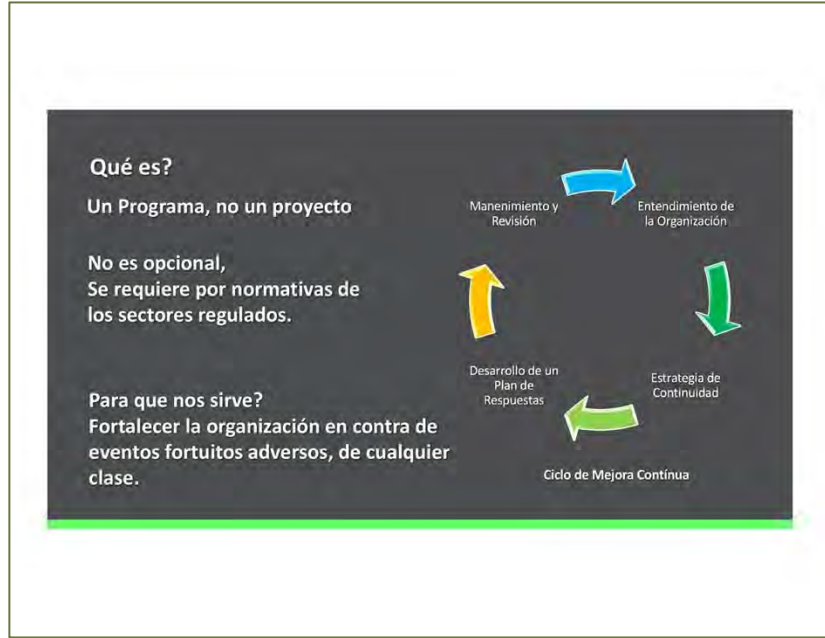 Qué es?
Un Programa, no un proyecto
No es opcional,
Se requiere por normativas de
los sectores regulados.
Para que nos sirve?
Fortalecer la organización en contra de
eventos fortuitos adversos, de cualquier
clase.
Manenimiento y
Revisión
Entendimiento de
la Organización
Estrategia de
Continuidad
Desarrollo de un
Plan de
Respuestas
Ciclo de Mejora Contínua